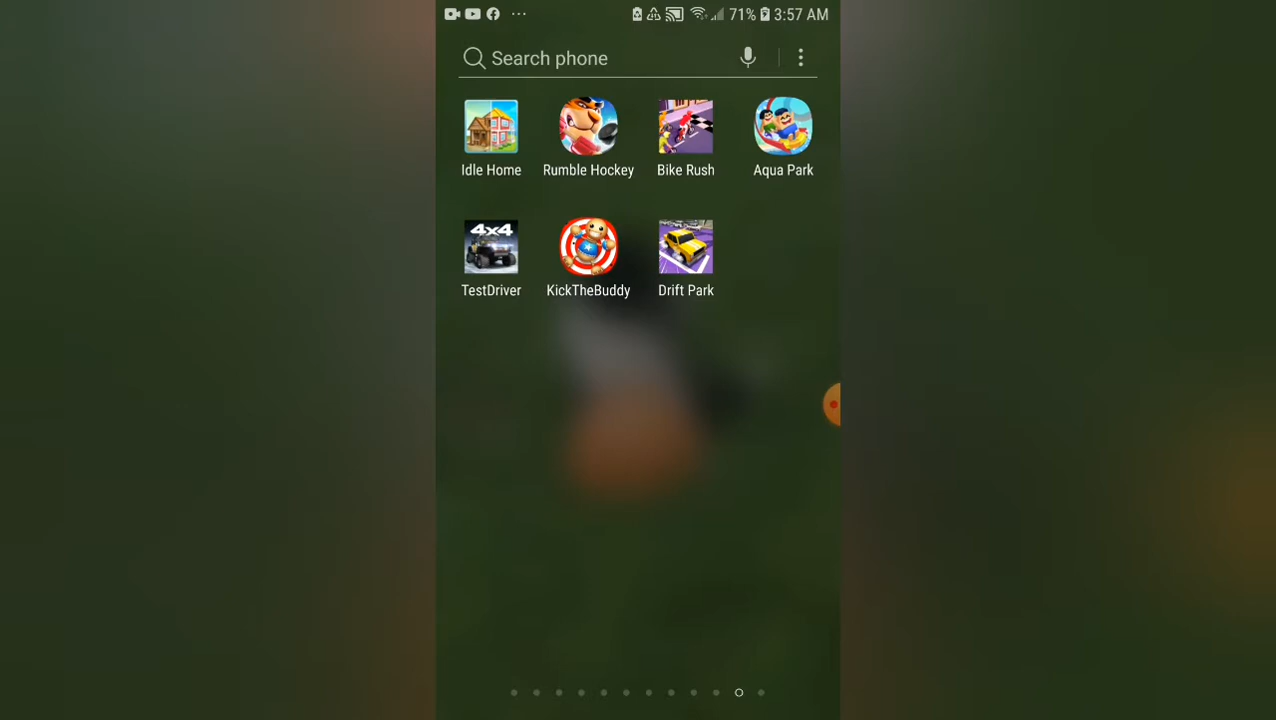 71% 3:57 AM
Search phone
Idle Home Rumble Hockey Bike Rush Aqua Park
4x4
TestDriver KickTheBuddy Drift Park